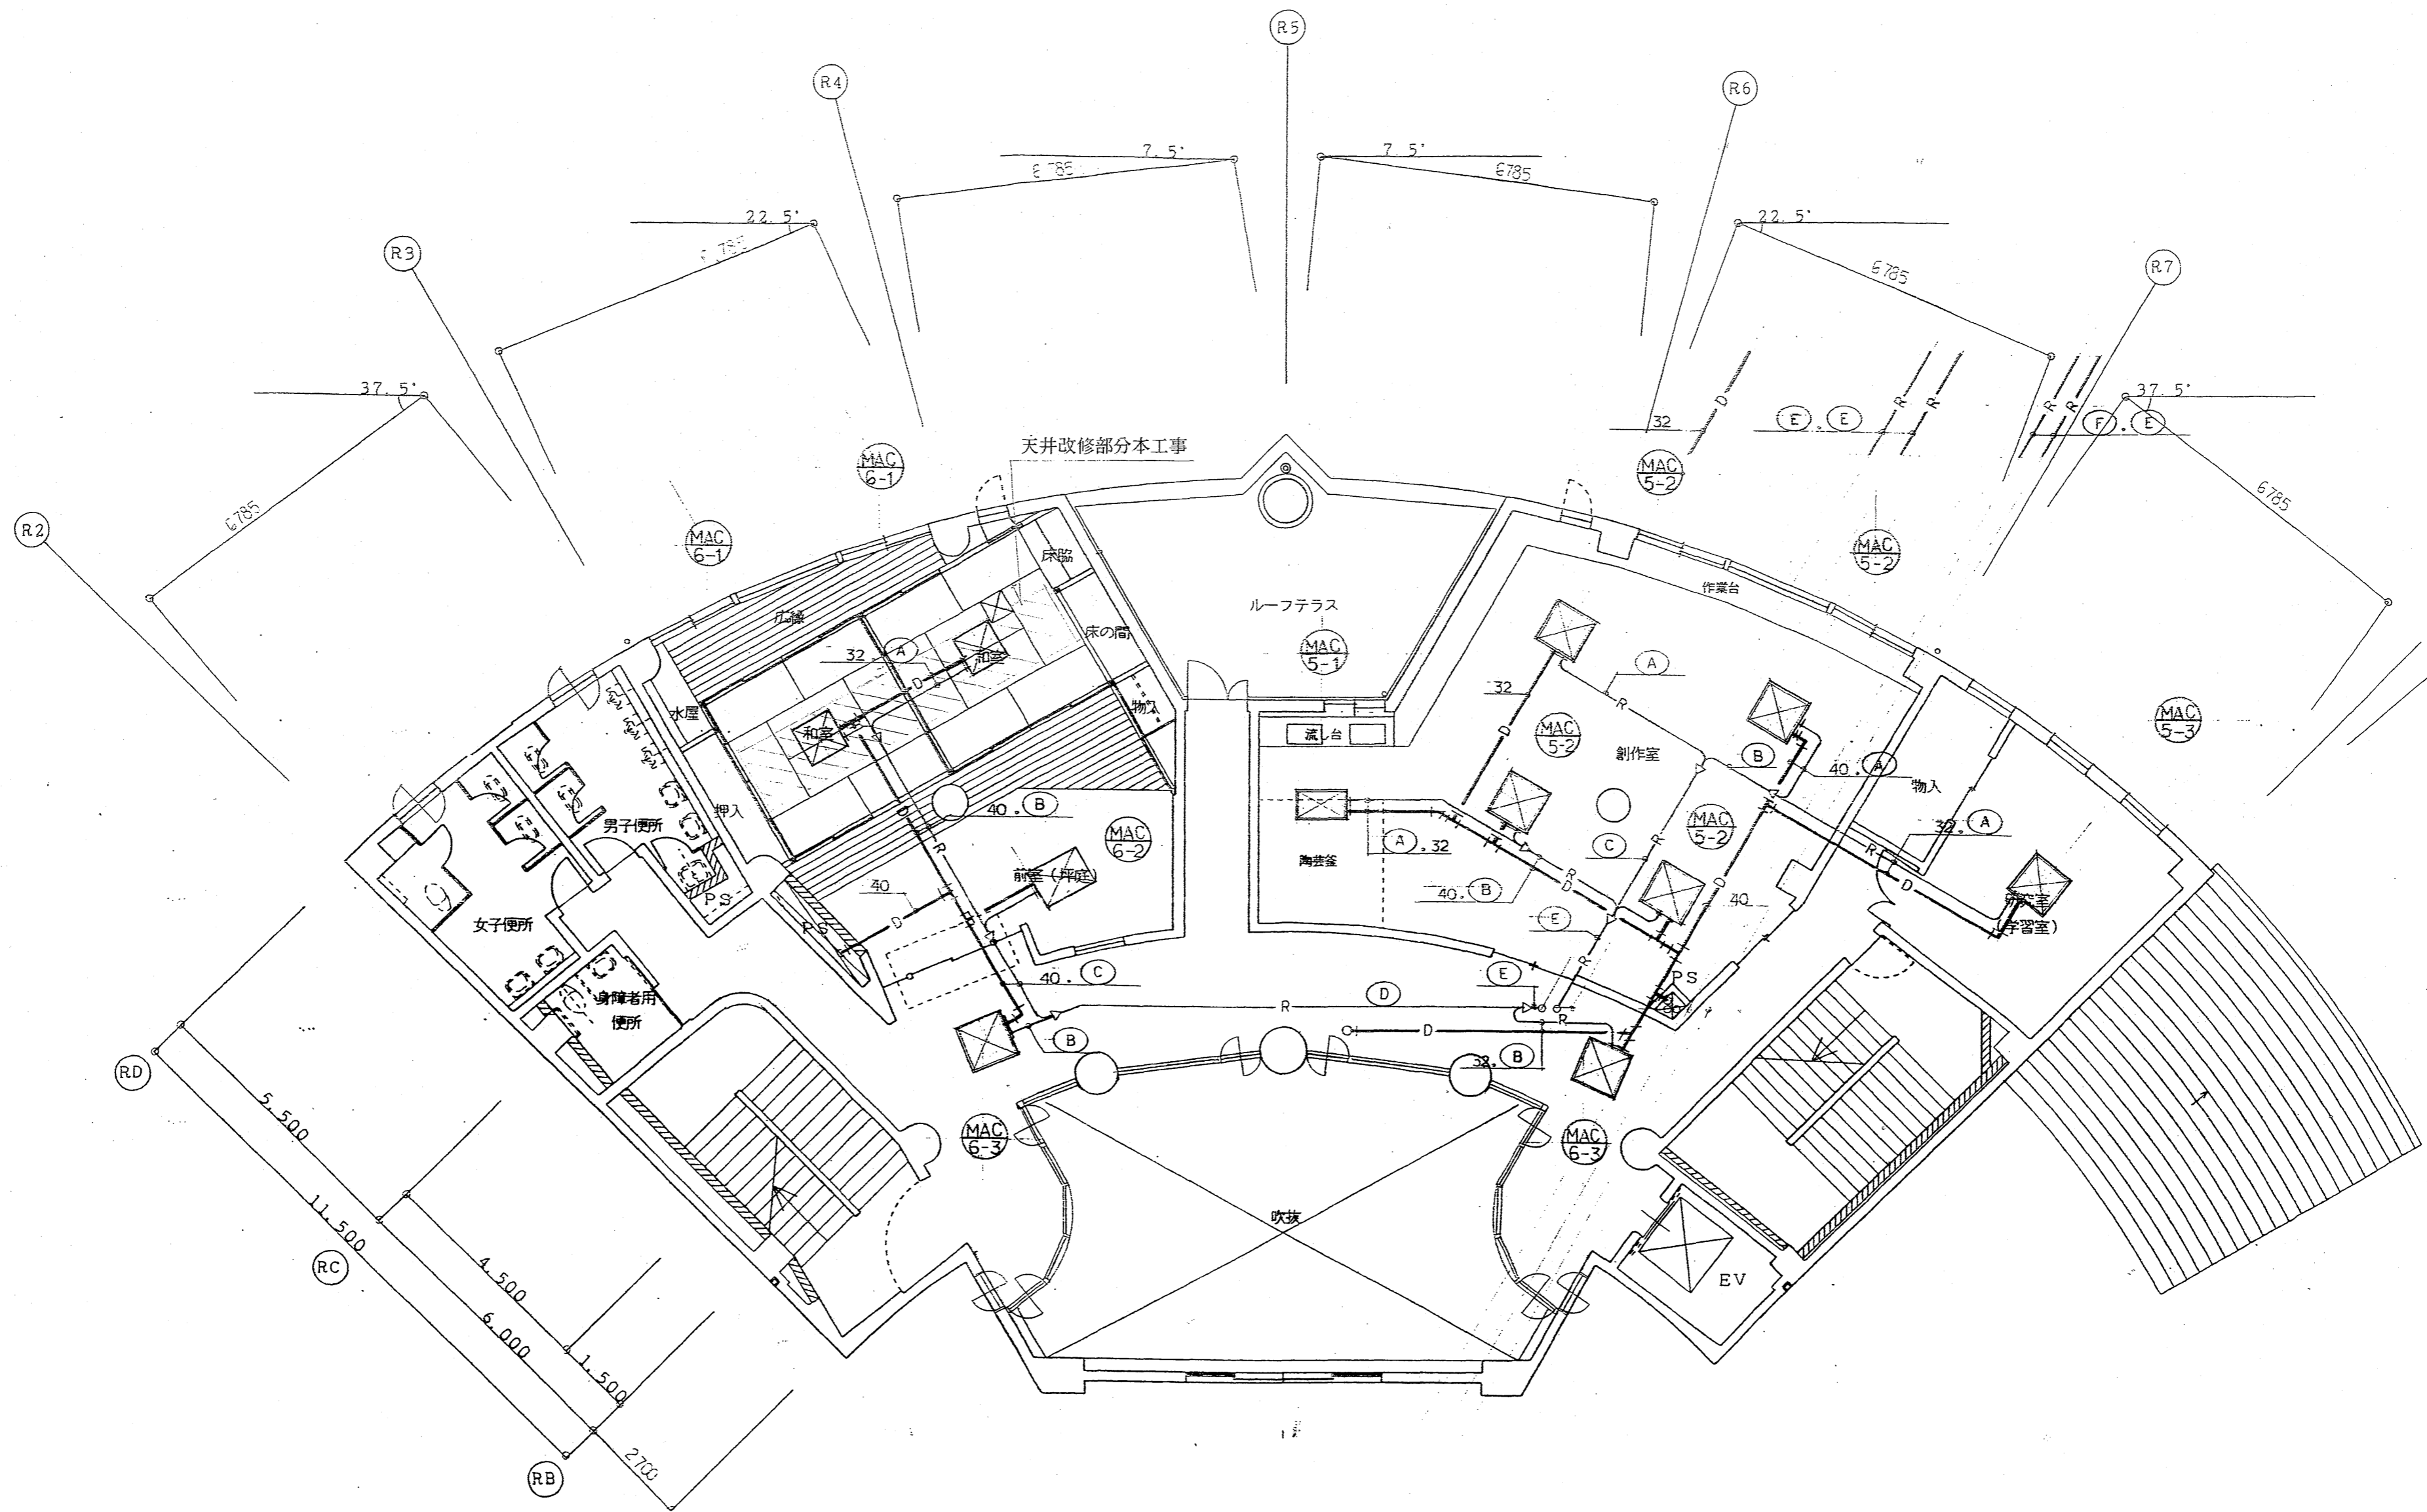 R5
R4
R6
7.5°
7.5°
6785
6785
22.5°
22.5°
R3
R7
6785
6785
37.5°
37.5°
32
D
E . E
R
R
R
R
F . E
天井改修部分本工事
MAC
6-1
MAC
5-2
6785
6785
R2
MAC
6-1
MAC
5-2
床脇
作業台
広縁
ルーフテラス
床の間
MAC
5-1
32. A
和室
D
A
32
R
水屋
物入
和室
流し台
D
MAC
5-2
創作室
MAC
5-3
B
40. A
物入
押入
男子便所
D
40. B
MAC
6-2
MAC
5-2
32. A
R
A .32
C
R
R
陶芸釜
前室(坪庭)
40
R
D
40. B
D
D
PS
40
研究室
(学習室)
女子便所
PS
D
D
E
R
40. C
E
PS
身障者用
便所
R
D
R
D
B
32. B
RD
5,500
MAC
6-3
MAC
6-3
11,500
吹抜
RC
4,500
EV
6,000
1,500
2700
RB